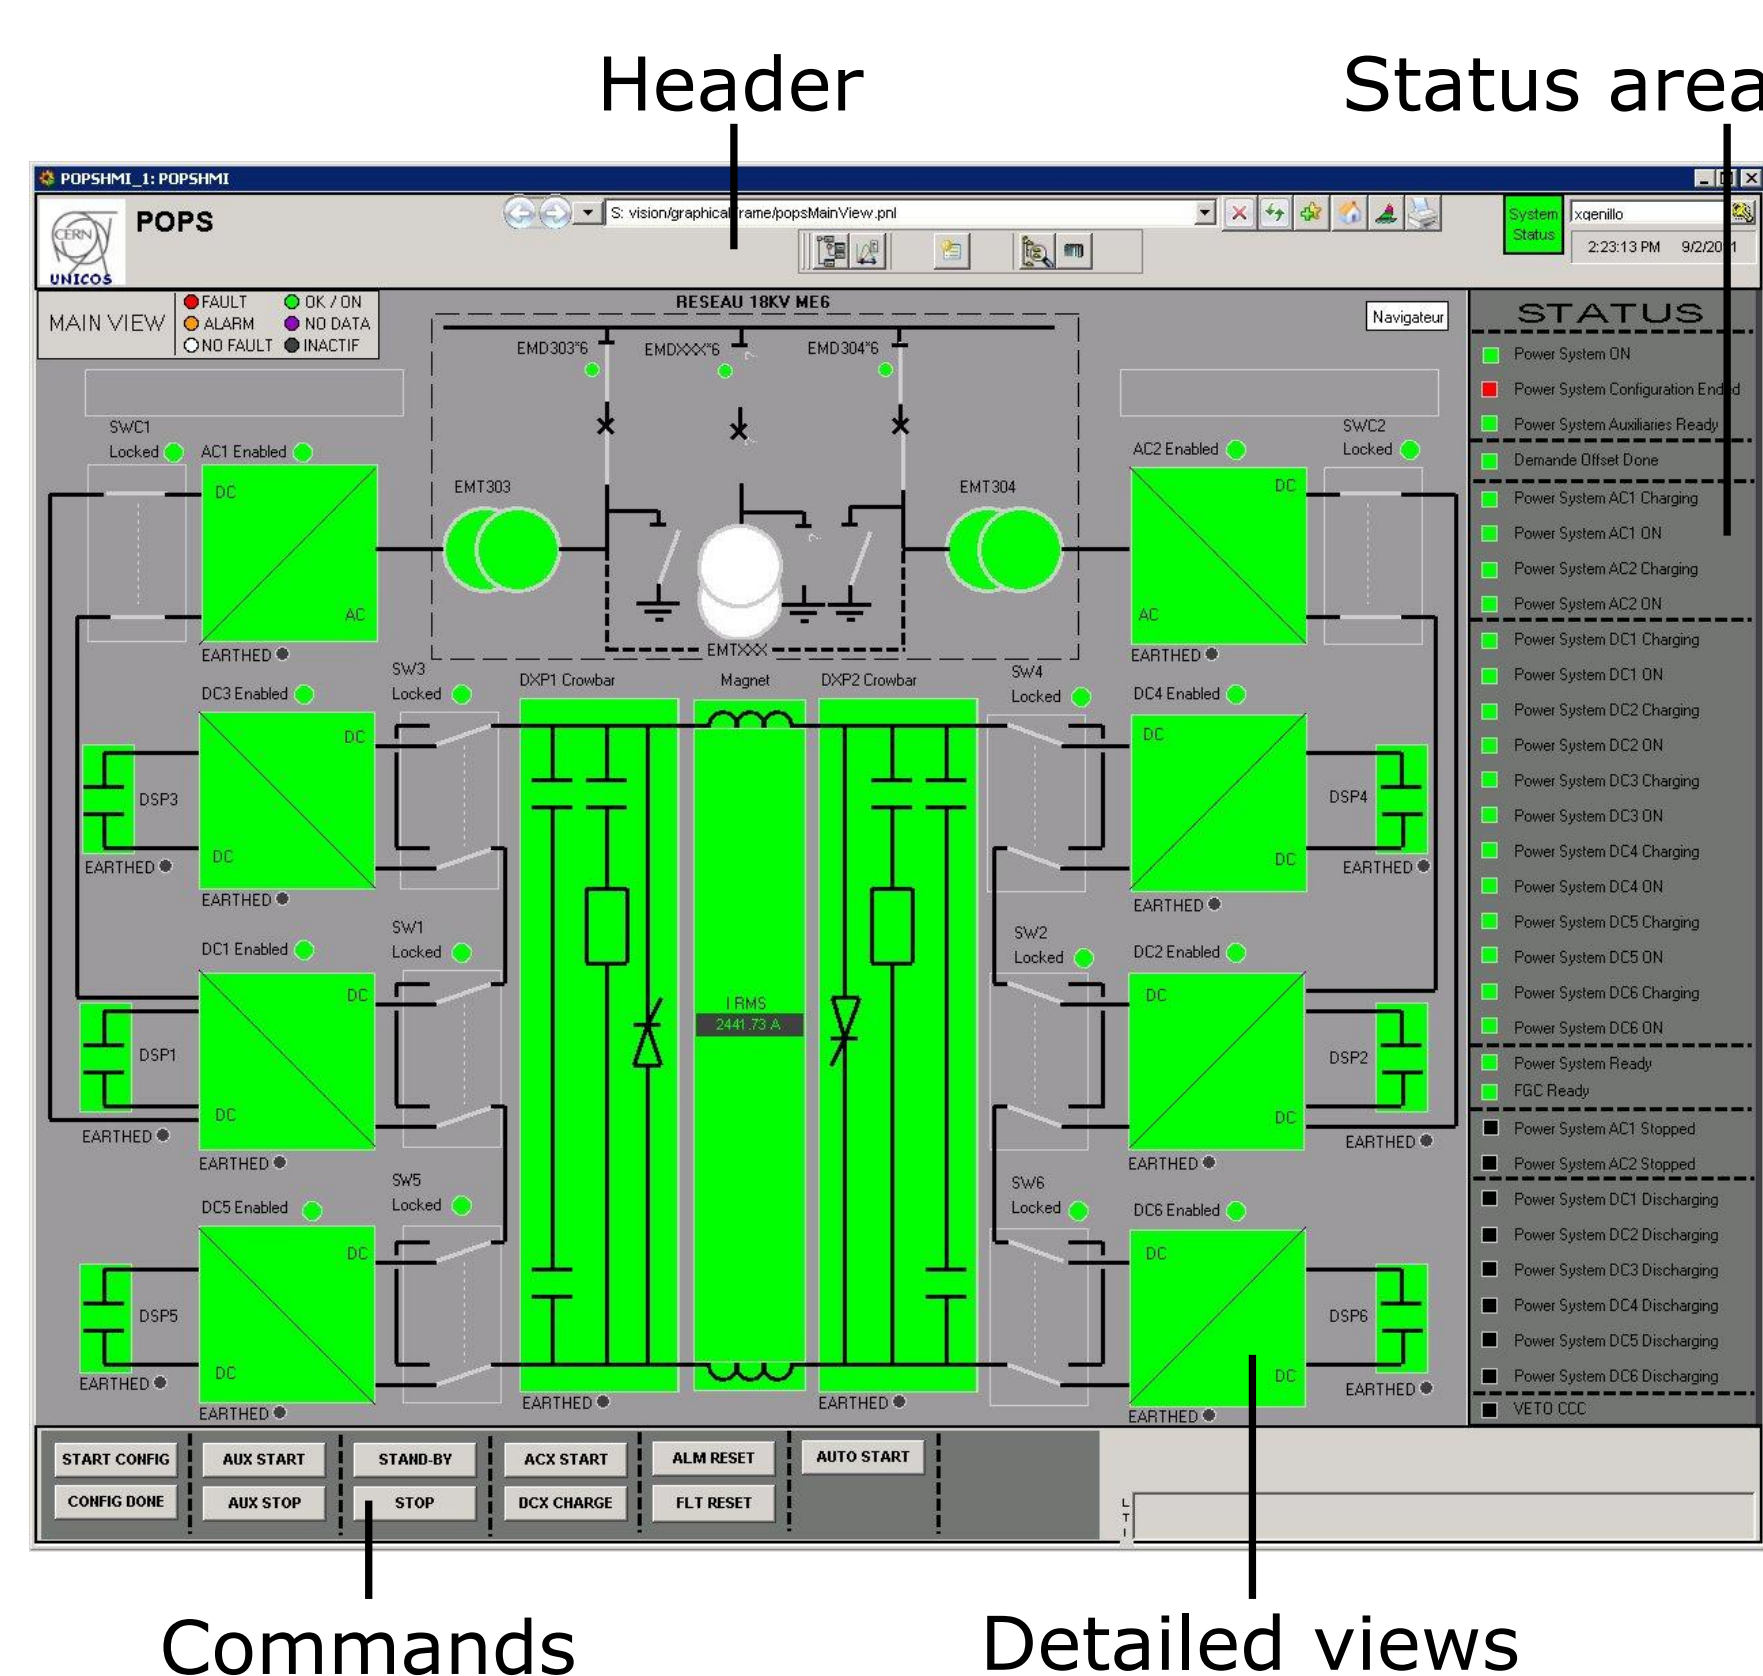 Header
Status area
POPSHMI_1: POPSHMI
POPS
CERN
UNICOS
S: vision/graphical frame/popsMainView.pnl
System
Status
xgenillo
2:23:13 PM
MAIN VIEW
FAULT
OK / ON
ALARM
NO DATA
NO FAULT
INACTIF
RESEAU 18KV ME6
Navigateur
EMD303*6
EMDXXX*6
EMD304*6
SWC1
Locked
AC1 Enabled
DC
AC
EARTHED
EMT303
EMT304
EMTXXX
AC2 Enabled
SWC2
Locked
DC
AC
EARTHED
DC3 Enabled
SW3
Locked
DXP1 Crowbar
Magnet
DXP2 Crowbar
SW4
Locked
DC4 Enabled
DC
DC
DSP3
EARTHED
EARTHED
DC
DC
DSP4
EARTHED
EARTHED
DC1 Enabled
SW1
Locked
SW2
Locked
DC2 Enabled
DC
DC
DSP1
EARTHED
EARTHED
I RMS
2441.73 A
DC
DC
DSP2
EARTHED
EARTHED
DC5 Enabled
SW5
Locked
SW6
Locked
DC6 Enabled
DC
DC
DSP5
EARTHED
EARTHED
EARTHED
EARTHED
DC
DC
DSP6
EARTHED
EARTHED
STATUS
Power System ON
Power System Configuration Ended
Power System Auxiliaries Ready
Demande Offset Done
Power System AC1 Charging
Power System AC1 ON
Power System AC2 Charging
Power System AC2 ON
Power System DC1 Charging
Power System DC1 ON
Power System DC2 Charging
Power System DC2 ON
Power System DC3 Charging
Power System DC3 ON
Power System DC4 Charging
Power System DC4 ON
Power System DC5 Charging
Power System DC5 ON
Power System DC6 Charging
Power System DC6 ON
Power System Ready
FGC Ready
Power System AC1 Stopped
Power System AC2 Stopped
Power System DC1 Discharging
Power System DC2 Discharging
Power System DC3 Discharging
Power System DC4 Discharging
Power System DC5 Discharging
Power System DC6 Discharging
VETO CCC
START CONFIG
AUX START
STAND-BY
ACX START
ALM RESET
AUTO START
CONFIG DONE
AUX STOP
STOP
DCX CHARGE
FLT RESET
L
T
I
Commands
Detailed views